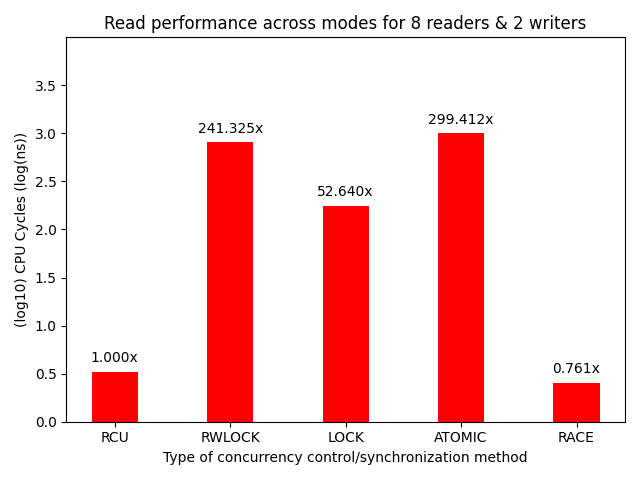 Read performance across modes for 8 readers & 2 writers
(log10) CPU Cycles (log(ns))
3.5
3.0
2.5
2.0
1.5
1.0
0.5
0.0
1.000x
241.325x
52.640x
299.412x
0.761x
RCU
RWLOCK
LOCK
ATOMIC
RACE
Type of concurrency control/synchronization method